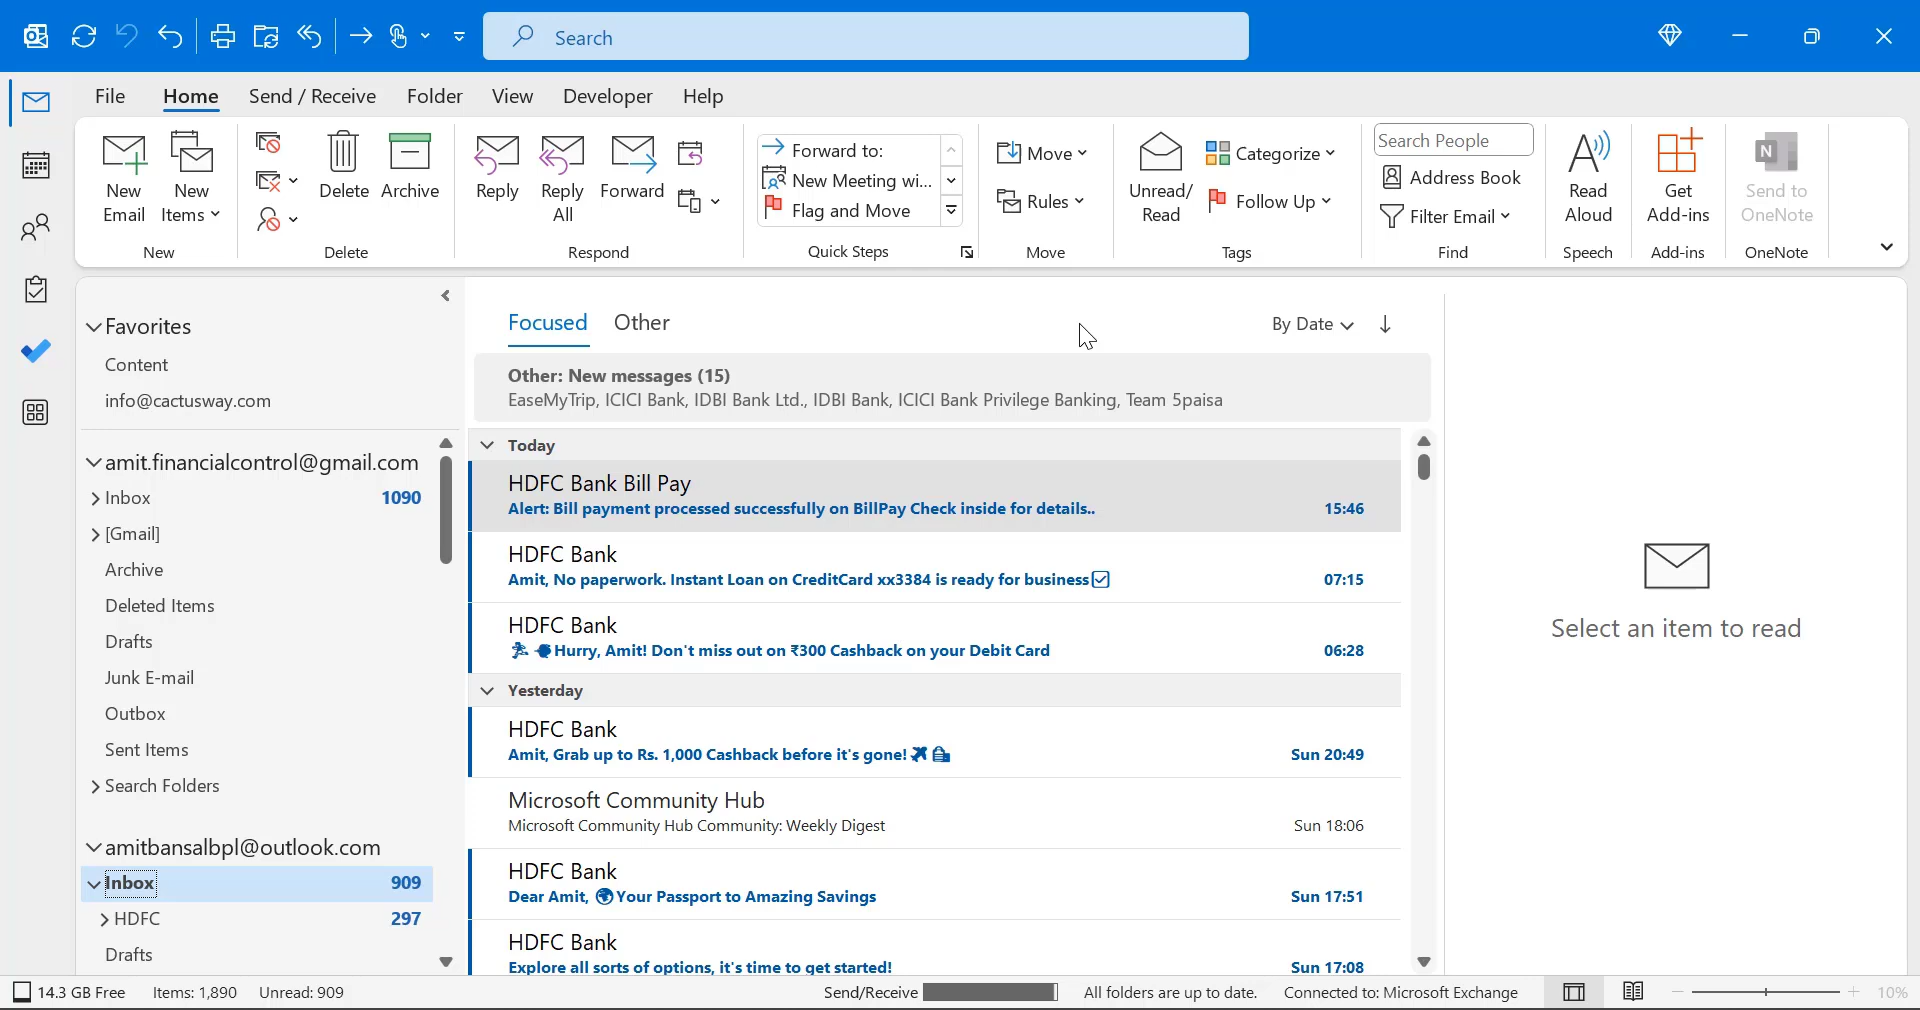 Search
File Home Send / Receive Folder View Developer Help
New Email
New Items
New
Delete
Archive
Delete
Reply
Reply All
Forward
Respond
Forward to:
New Meeting wi...
Flag and Move
Quick Steps
Move
Rules
Move
Unread/ Read
Categorize
Follow Up
Tags
Search People
Address Book
Filter Email
Find
Read Aloud
Speech
Get Add-ins
Add-ins
Send to OneNote
OneNote
Favorites
Content
info@cactusway.com
amit.financialcontrol@gmail.com
Inbox 1090
[Gmail]
Archive
Deleted Items
Drafts
Junk E-mail
Outbox
Sent Items
Search Folders
amitbansalbpl@outlook.com
Inbox 909
HDFC 297
Drafts
Focused Other By Date
Other: New messages (15)
EaseMyTrip, ICICI Bank, IDBI Bank Ltd., IDBI Bank, ICICI Bank Privilege Banking, Team 5paisa
Today
HDFC Bank Bill Pay
Alert: Bill payment processed successfully on BillPay Check inside for details.. 15:46
HDFC Bank
Amit, No paperwork. Instant Loan on CreditCard xx3384 is ready for business☑ 07:15
HDFC Bank
Hurry, Amit! Don't miss out on ₹300 Cashback on your Debit Card 06:28
Yesterday
HDFC Bank
Amit, Grab up to Rs. 1,000 Cashback before it's gone! Sun 20:49
Microsoft Community Hub
Microsoft Community Hub Community: Weekly Digest Sun 18:06
HDFC Bank
Dear Amit, Your Passport to Amazing Savings Sun 17:51
HDFC Bank
Explore all sorts of options, it's time to get started! Sun 17:08
Select an item to read
14.3 GB Free Items: 1,890 Unread: 909 Send/Receive All folders are up to date. Connected to: Microsoft Exchange 10%